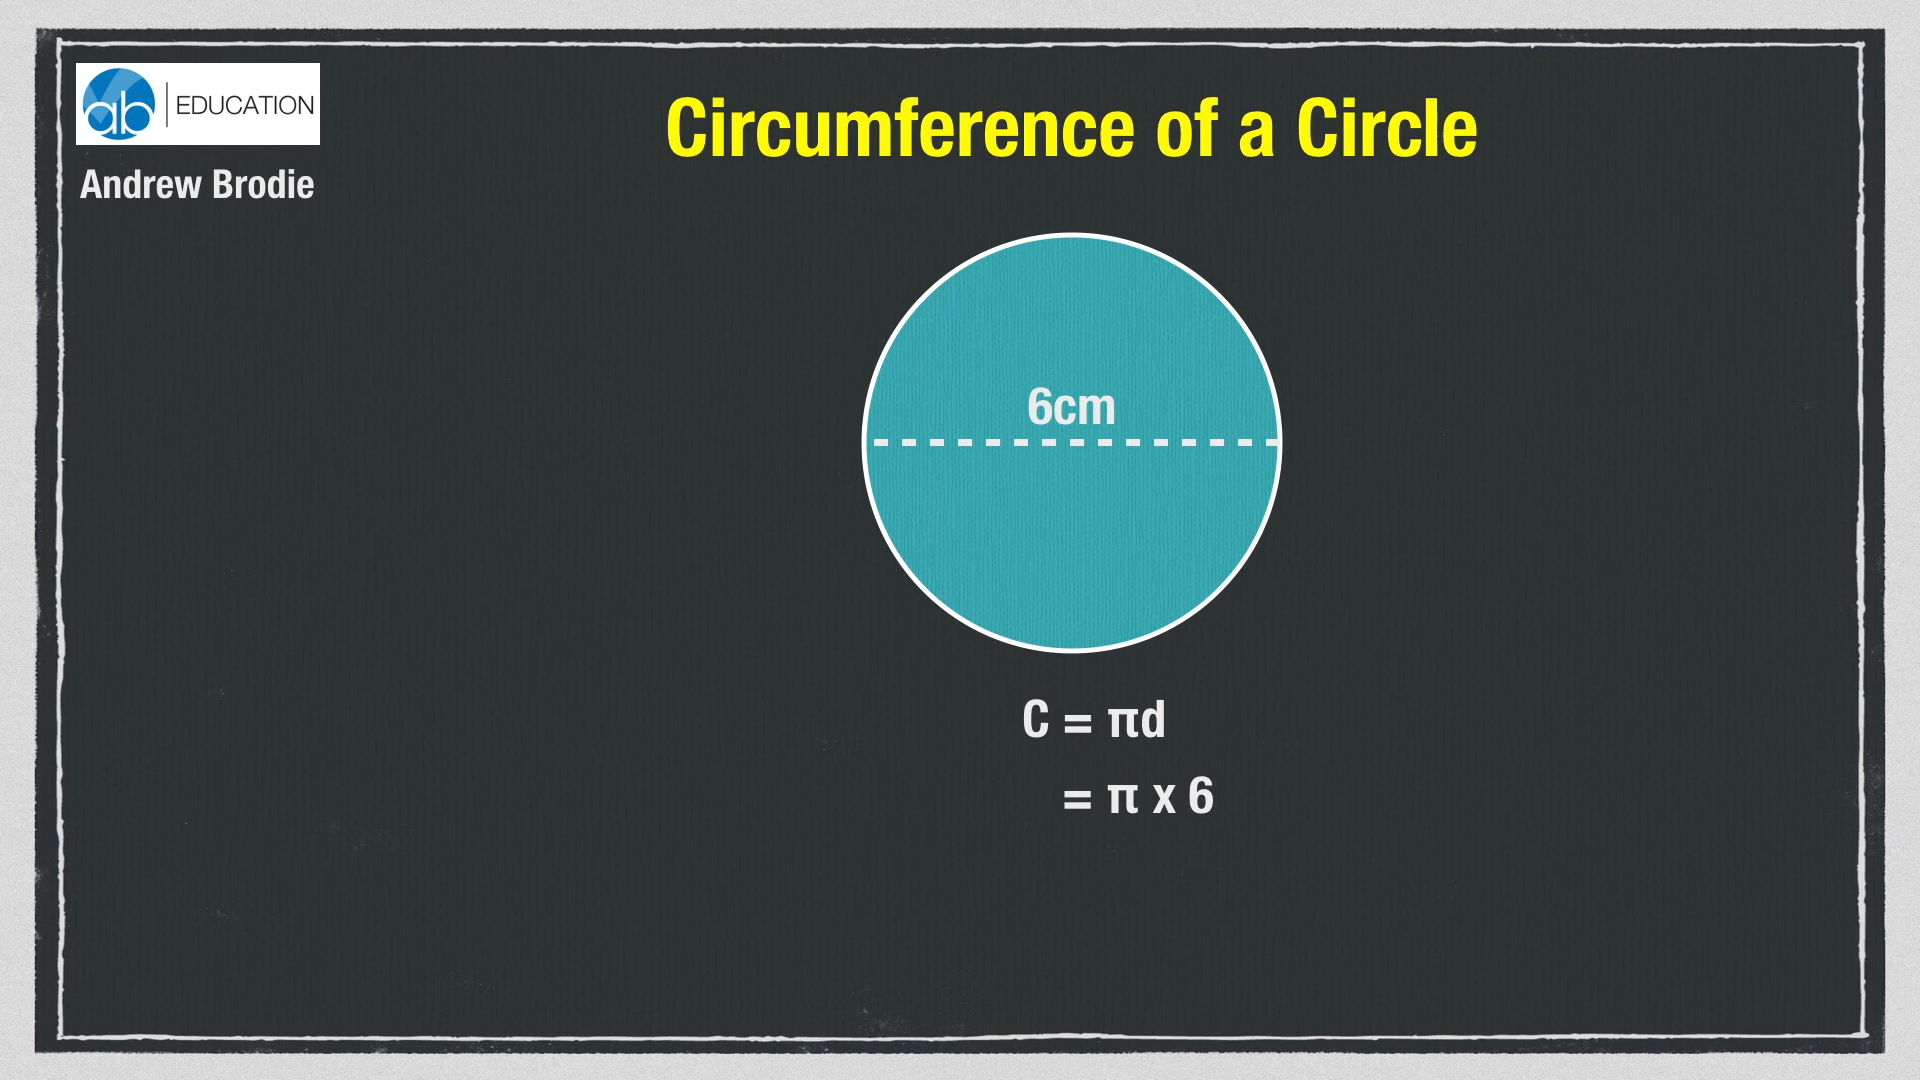 ab EDUCATION
Andrew Brodie
Circumference of a Circle
6cm
C = πd
= π x 6